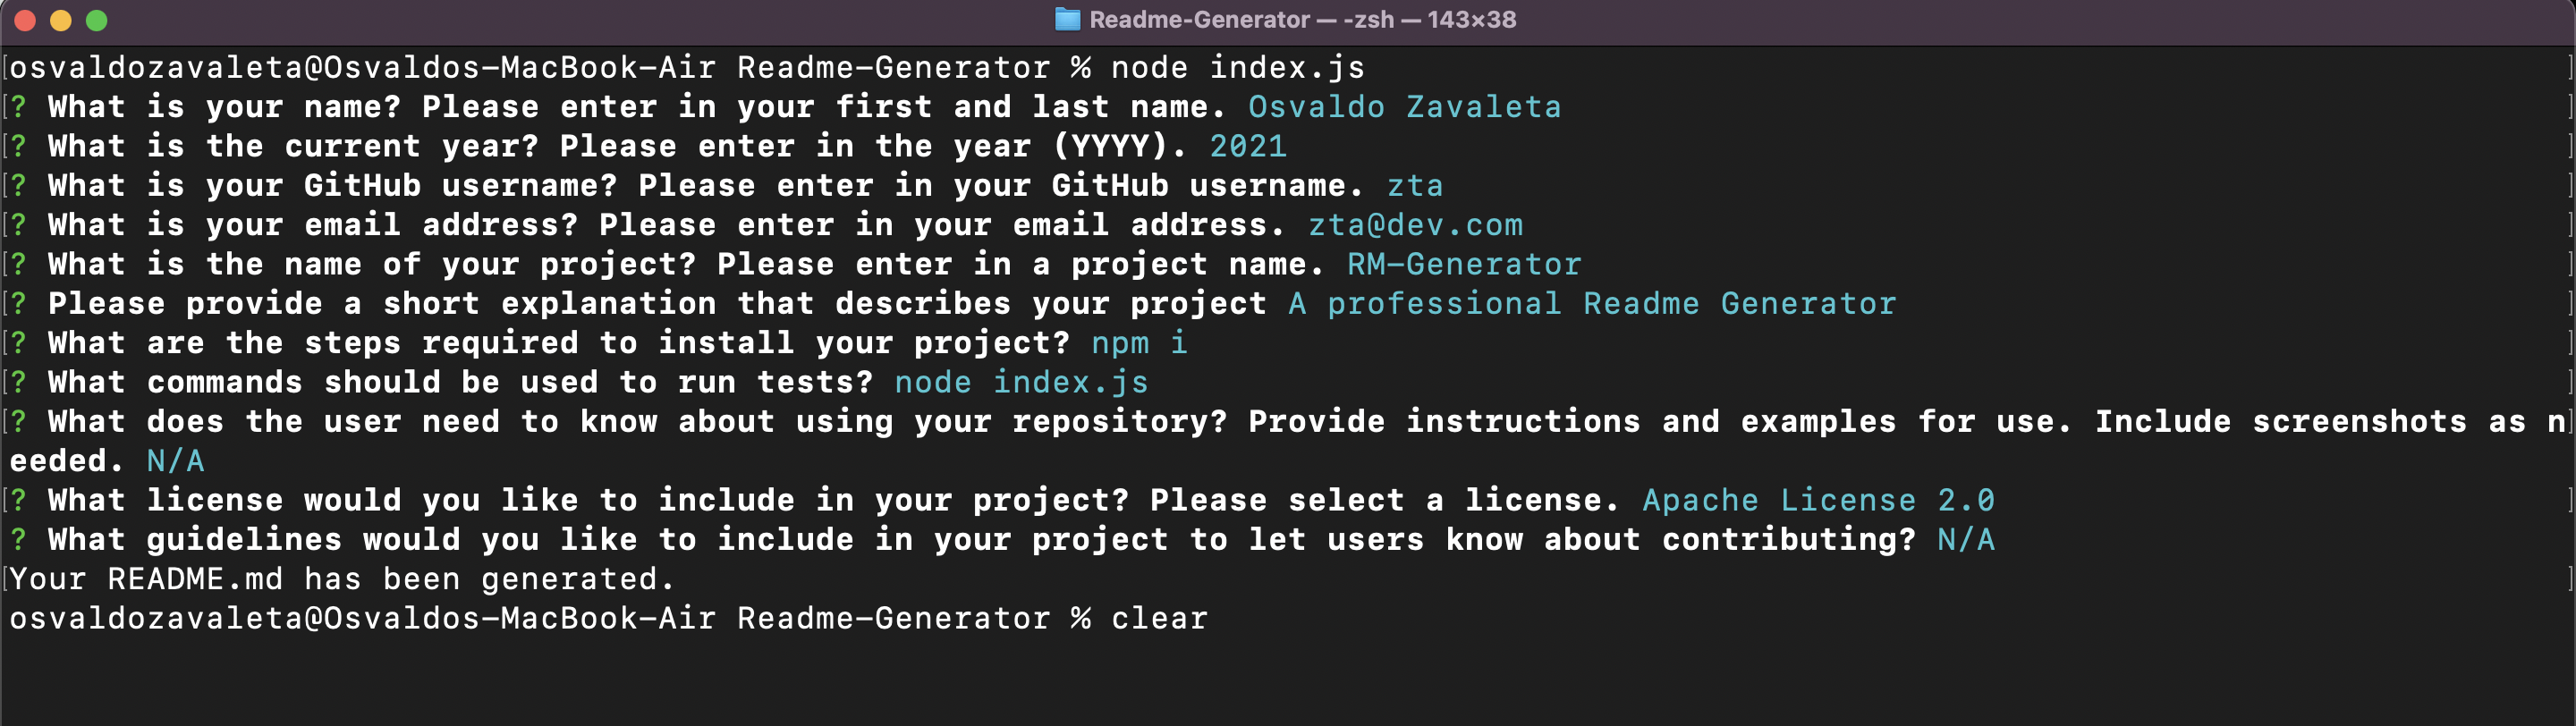 Readme-Generator — -zsh — 143×38
osvaldozavaleta@Osvaldos-MacBook-Air Readme-Generator % node index.js
? What is your name? Please enter in your first and last name. Osvaldo Zavaleta
? What is the current year? Please enter in the year (YYYY). 2021
? What is your GitHub username? Please enter in your GitHub username. zta
? What is your email address? Please enter in your email address. zta@dev.com
? What is the name of your project? Please enter in a project name. RM-Generator
? Please provide a short explanation that describes your project A professional Readme Generator
? What are the steps required to install your project? npm i
? What commands should be used to run tests? node index.js
? What does the user need to know about using your repository? Provide instructions and examples for use. Include screenshots as n
eeded. N/A
? What license would you like to include in your project? Please select a license. Apache License 2.0
? What guidelines would you like to include in your project to let users know about contributing? N/A
Your README.md has been generated.
osvaldozavaleta@Osvaldos-MacBook-Air Readme-Generator % clear